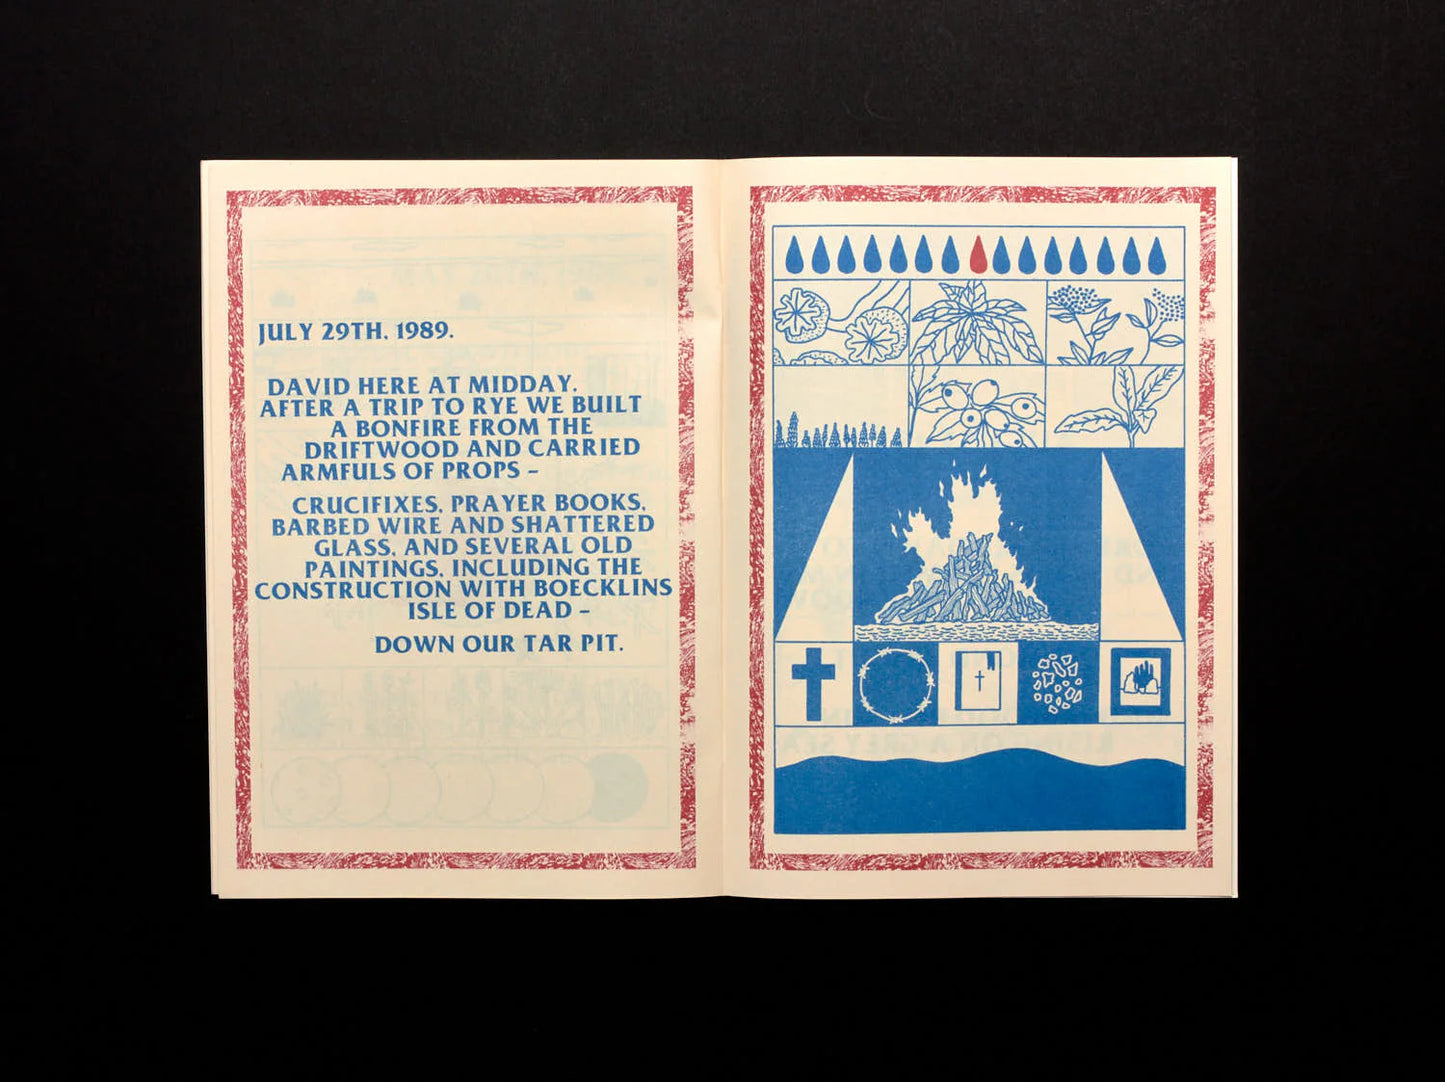 JULY 29TH. 1989.
DAVID HERE AT MIDDAY.
AFTER A TRIP TO RYE WE BUILT
A BONFIRE FROM THE
DRIFTWOOD AND CARRIED
ARMFULS OF PROPS –
CRUCIFIXES, PRAYER BOOKS,
BARBED WIRE AND SHATTERED
GLASS, AND SEVERAL OLD
PAINTINGS, INCLUDING THE
CONSTRUCTION WITH BOECKLINS
ISLE OF DEAD –
DOWN OUR TAR PIT.